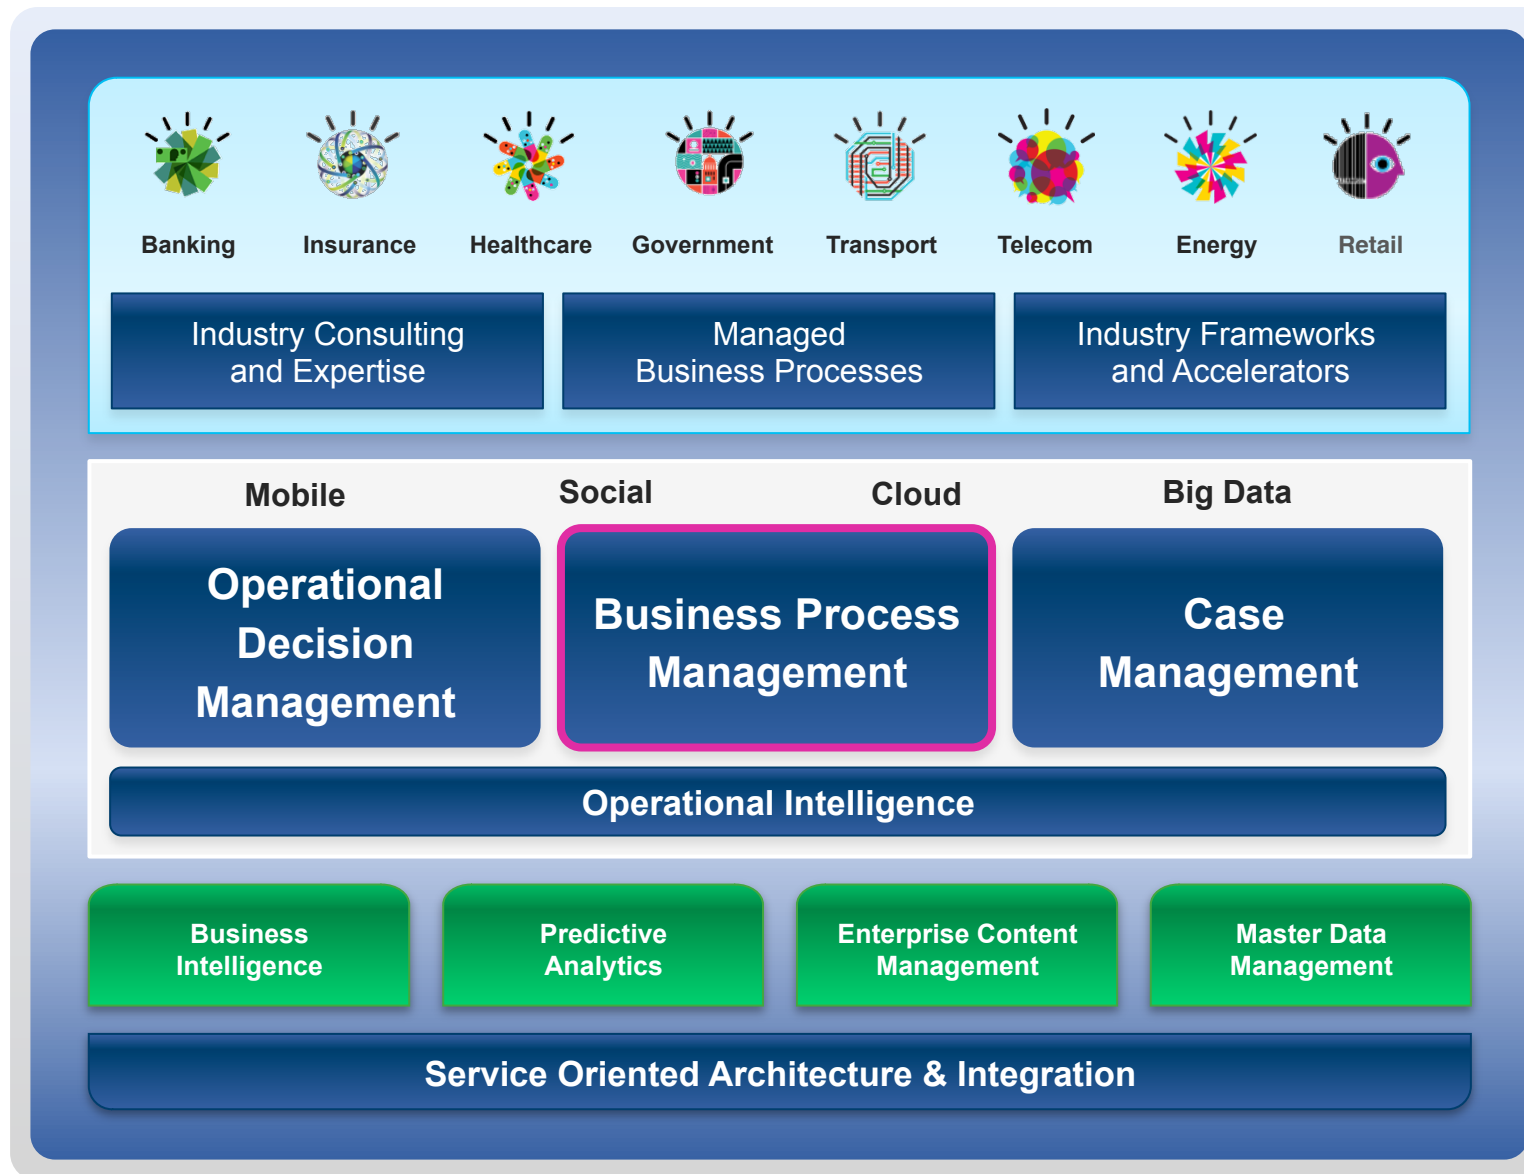 Banking Insurance Healthcare Government Transport Telecom Energy Retail
Industry Consulting
and Expertise
Managed
Business Processes
Industry Frameworks
and Accelerators
Mobile Social Cloud Big Data
Operational
Decision
Management
Business Process
Management
Case
Management
Operational Intelligence
Business
Intelligence
Predictive
Analytics
Enterprise Content
Management
Master Data
Management
Service Oriented Architecture & Integration